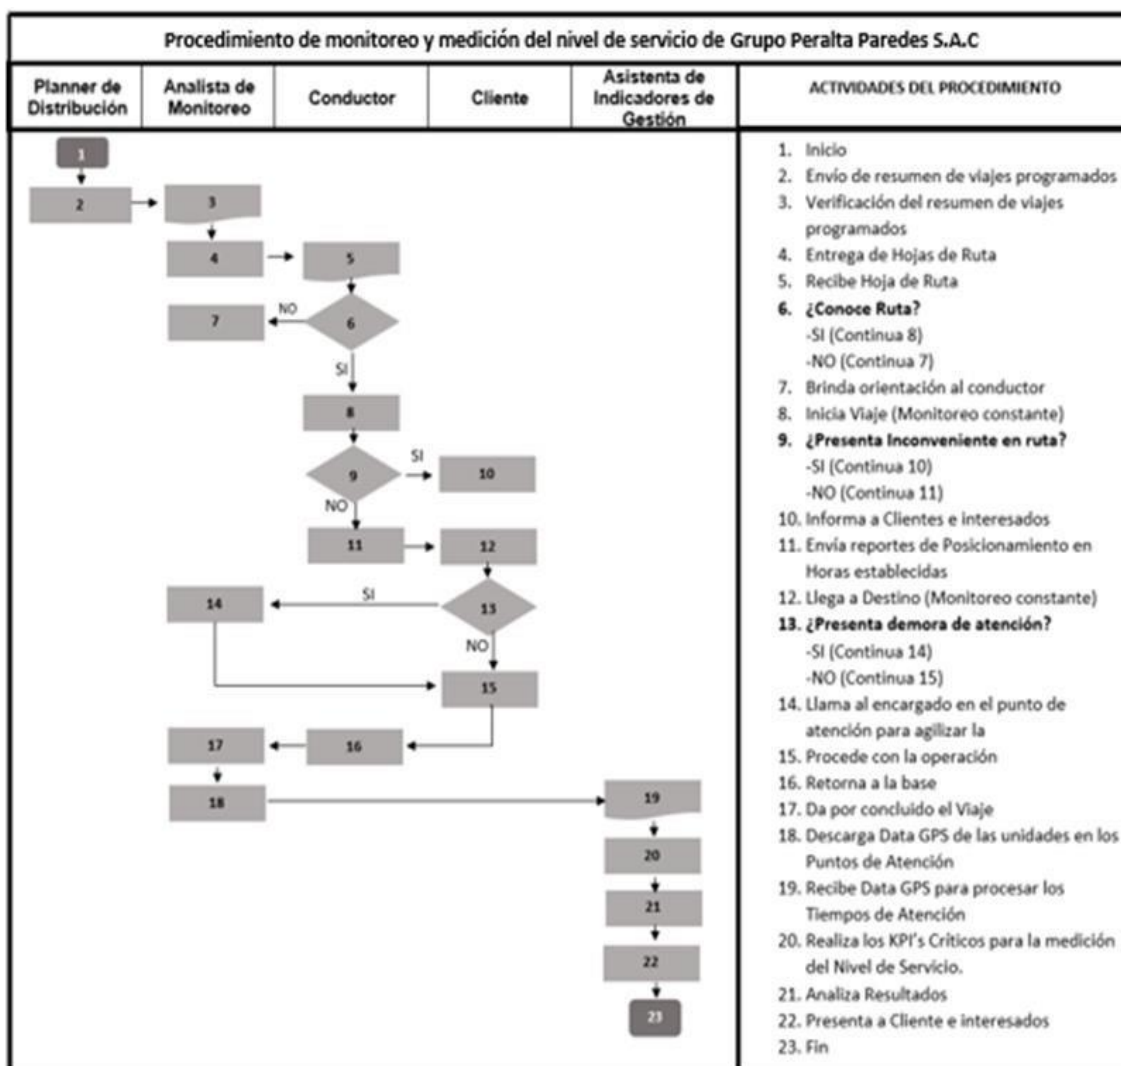 Procedimiento de monitoreo y medición del nivel de servicio de Grupo Peralta Paredes S.A.C
Planner de
Distribución
Analista de
Monitoreo
Conductor
Cliente
Asistenta de
Indicadores de
Gestión
ACTIVIDADES DEL PROCEDIMIENTO
1
2
3
4
5
7
NO
6
SI
8
9
SI
10
NO
11
12
14
SI
13
NO
15
17
16
18
19
20
21
22
23
1. Inicio
2. Envío de resumen de viajes programados
3. Verificación del resumen de viajes
programados
4. Entrega de Hojas de Ruta
5. Recibe Hoja de Ruta
6. ¿Conoce Ruta?
-SI (Continua 8)
-NO (Continua 7)
7. Brinda orientación al conductor
8. Inicia Viaje (Monitoreo constante)
9. ¿Presenta Inconveniente en ruta?
-SI (Continua 10)
-NO (Continua 11)
10. Informa a Clientes e interesados
11. Envía reportes de Posicionamiento en
Horas establecidas
12. Llega a Destino (Monitoreo constante)
13. ¿Presenta demora de atención?
-SI (Continua 14)
-NO (Continua 15)
14. Llama al encargado en el punto de
atención para agilizar la
15. Procede con la operación
16. Retorna a la base
17. Da por concluido el Viaje
18. Descarga Data GPS de las unidades en los
Puntos de Atención
19. Recibe Data GPS para procesar los
Tiempos de Atención
20. Realiza los KPI's Críticos para la medición
del Nivel de Servicio.
21. Analiza Resultados
22. Presenta a Cliente e interesados
23. Fin